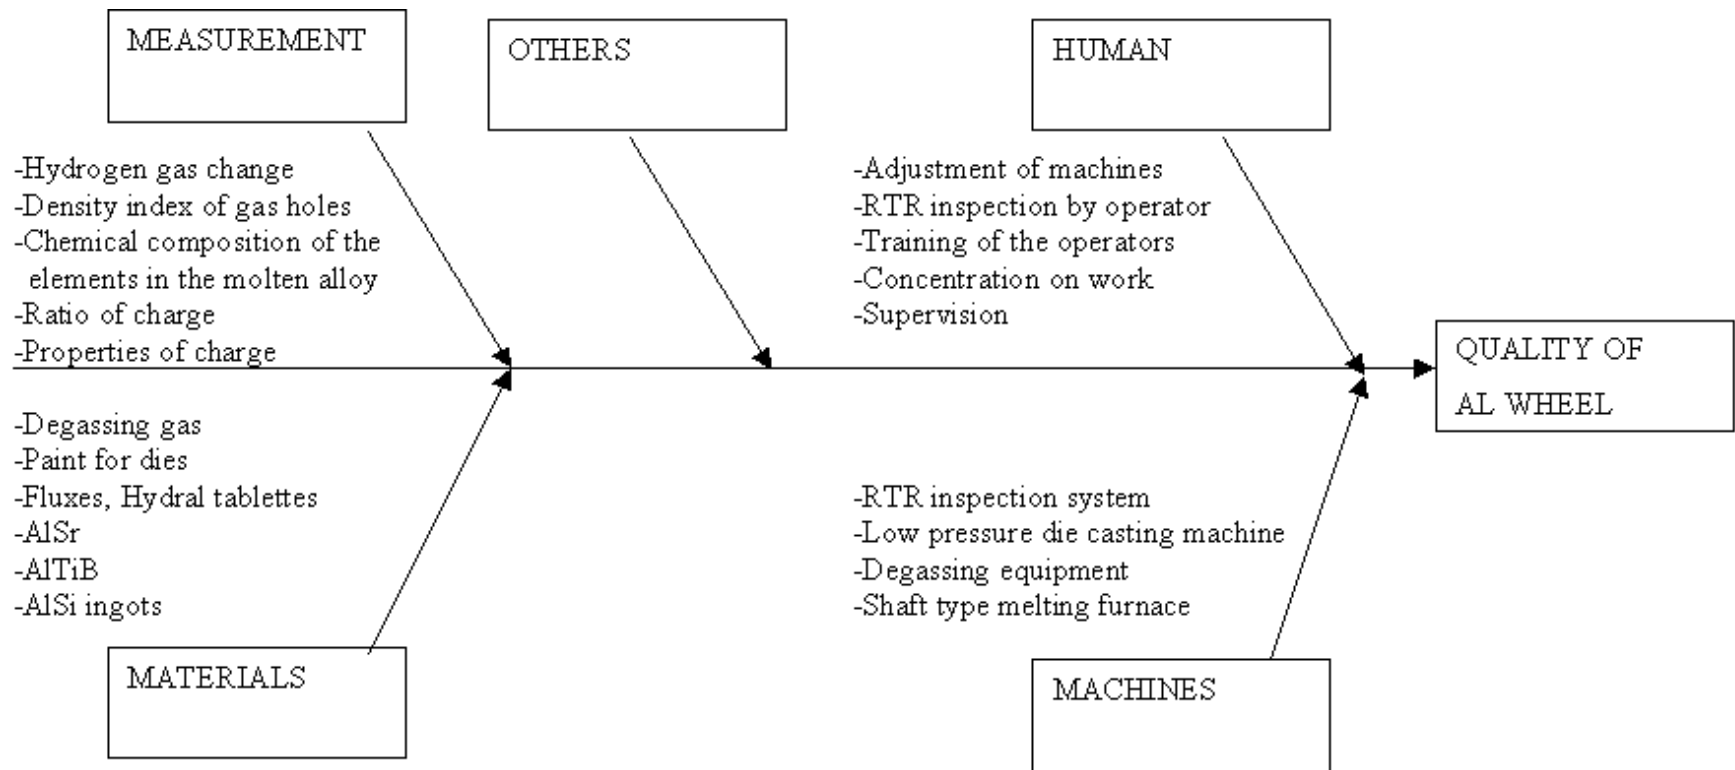 MEASUREMENT
OTHERS
HUMAN
-Hydrogen gas change
-Density index of gas holes
-Chemical composition of the
elements in the molten alloy
-Ratio of charge
-Properties of charge
-Adjustment of machines
-RTR inspection by operator
-Training of the operators
-Concentration on work
-Supervision
QUALITY OF
AL WHEEL
-Degassing gas
-Paint for dies
-Fluxes, Hydral tablettes
-AlSr
-AlTiB
-AlSi ingots
-RTR inspection system
-Low pressure die casting machine
-Degassing equipment
-Shaft type melting furnace
MATERIALS
MACHINES